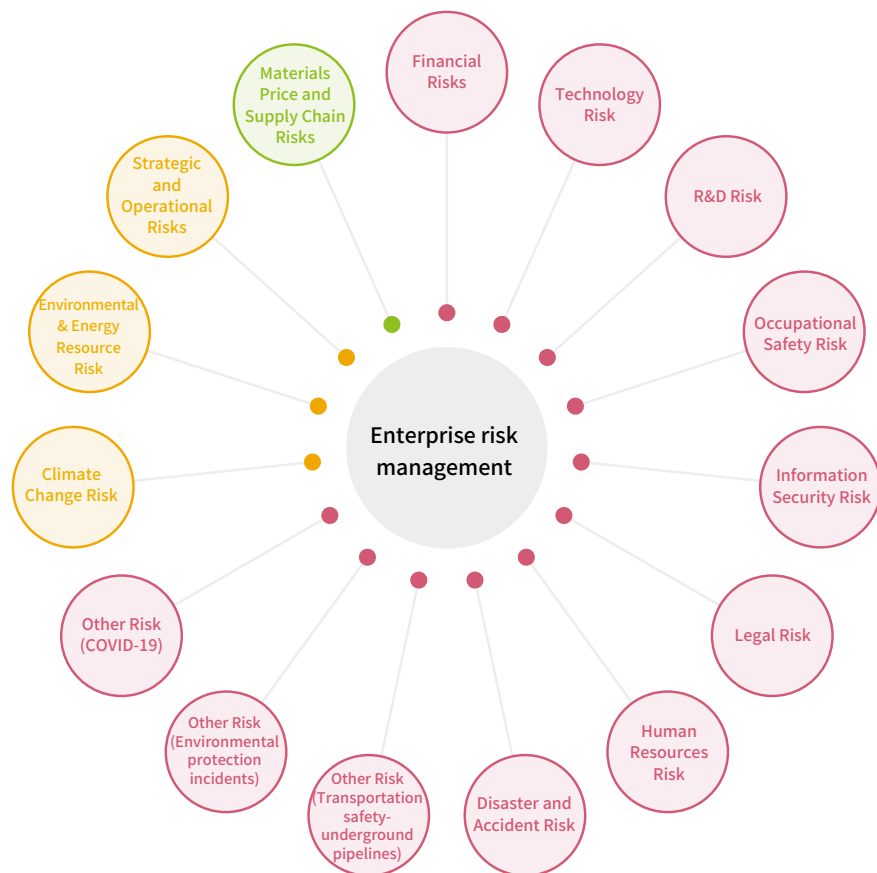 Financial
Risks
Technology
Risk
R&D Risk
Occupational
Safety Risk
Information
Security Risk
Legal Risk
Human
Resources
Risk
Disaster and
Accident Risk
Other Risk
(Transportation
safety-
underground
pipelines)
Other Risk
(Environmental
protection
incidents)
Other Risk
(COVID-19)
Climate
Change Risk
Environmental
& Energy
Resource
Risk
Strategic
and
Operational
Risks
Materials
Price and
Supply Chain
Risks
Enterprise risk
management